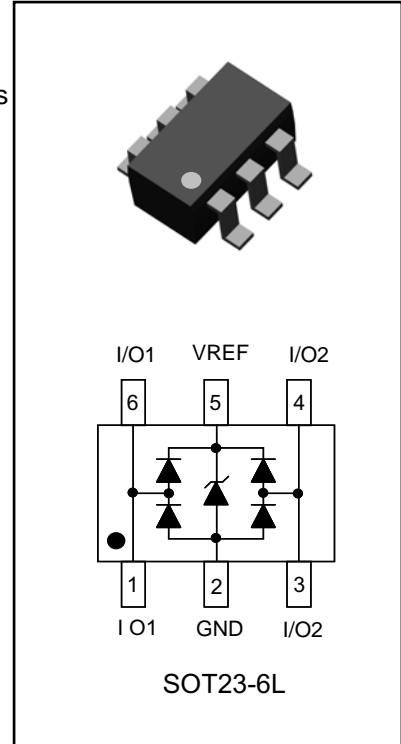 s
I/O1 VREF I/O2
6 5 4
1 2 3
I O1 GND I/O2
SOT23-6L